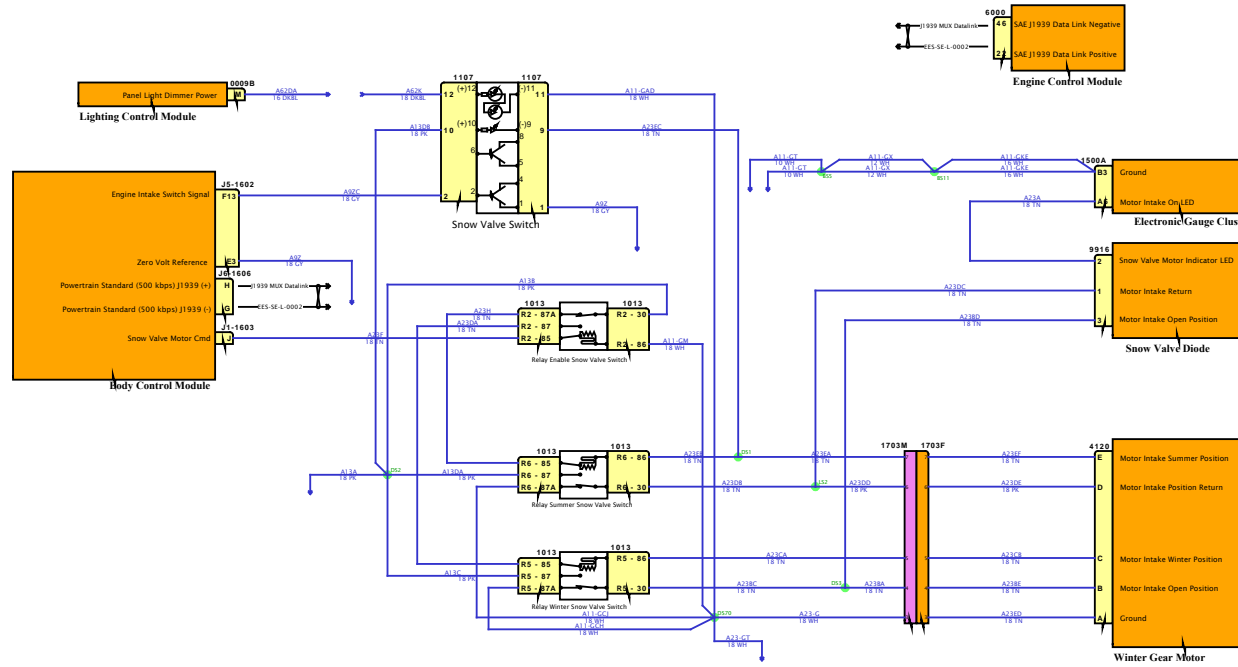 6000
46 SAE J1939 Data Link Negative
J1939 MUX Datalink
EES-SE-L-0002
SAE J1939 Data Link Positive
Engine Control Module
0009B
Panel Light Dimmer Power
M
A62DA
16 DKBL
Lighting Control Module
A62K
18 DKBL
A13DB
18 PK
1107 1107
12 (+)12 (-)11 11
10 (+)10 (-)9 9
8
6 6
5
4
2 2
1 1
Snow Valve Switch
A11-GAD
18 WH
A23EC
18 TN
A9Z
18 GY
J5-1602
Engine Intake Switch Signal F13
A9ZC
18 GY
Zero Volt Reference E3
A9Z
18 GY
J6-1606
Powertrain Standard (500 kbps) J1939 (+) H J1939 MUX Datalink
Powertrain Standard (500 kbps) J1939 (-) G EES-SE-L-0002
J1-1603
Snow Valve Motor Cmd J
A23F
18 TN
Body Control Module
A11-GT A11-GX A11-GKE
10 WH 12 WH 16 WH
A11-GT A11-GX A11-GKE
10 WH 12 WH 16 WH
BS5 BS11
1500A
B3 Ground
Motor Intake On LED
A23A
18 TN
Electronic Gauge Clus
9916
2 Snow Valve Motor Indicator LED
1 Motor Intake Return
3 Motor Intake Open Position
A23DC
18 TN
A23BD
18 TN
Snow Valve Diode
A13B
18 PK
A23H
18 TN
A23DA
18 TN
1013 1013
R2 - 87A R2 - 30
R2 - 87
R2 - 85 R2 - 86
Relay Enable Snow Valve Switch
A11-GM
18 WH
1013 1013
R6 - 85 R6 - 86
R6 - 87
R6 - 87A R6 - 30
Relay Summer Snow Valve Switch
A13A
18 PK
DS2
A13DA
18 PK
A23EB
18 TN
DS1
A23EA
18 TN
A23DB
18 TN
LS2
A23DD
18 PK
1013 1013
R5 - 85 R5 - 86
R5 - 87
R5 - 87A R5 - 30
Relay Winter Snow Valve Switch
A13C
18 PK
A23CA
18 TN
A23BC
18 TN
DS3
A23BA
18 TN
A11-GCJ
18 WH
A11-GCH
18 WH
DS70
A23-G
18 WH
A23-GT
18 WH
1703M 1703F
A23EF
18 TN
A23DE
18 PK
A23CB
18 TN
A23BE
18 TN
A23ED
18 TN
4120
E Motor Intake Summer Position
D Motor Intake Position Return
C Motor Intake Winter Position
B Motor Intake Open Position
A Ground
Winter Gear Motor